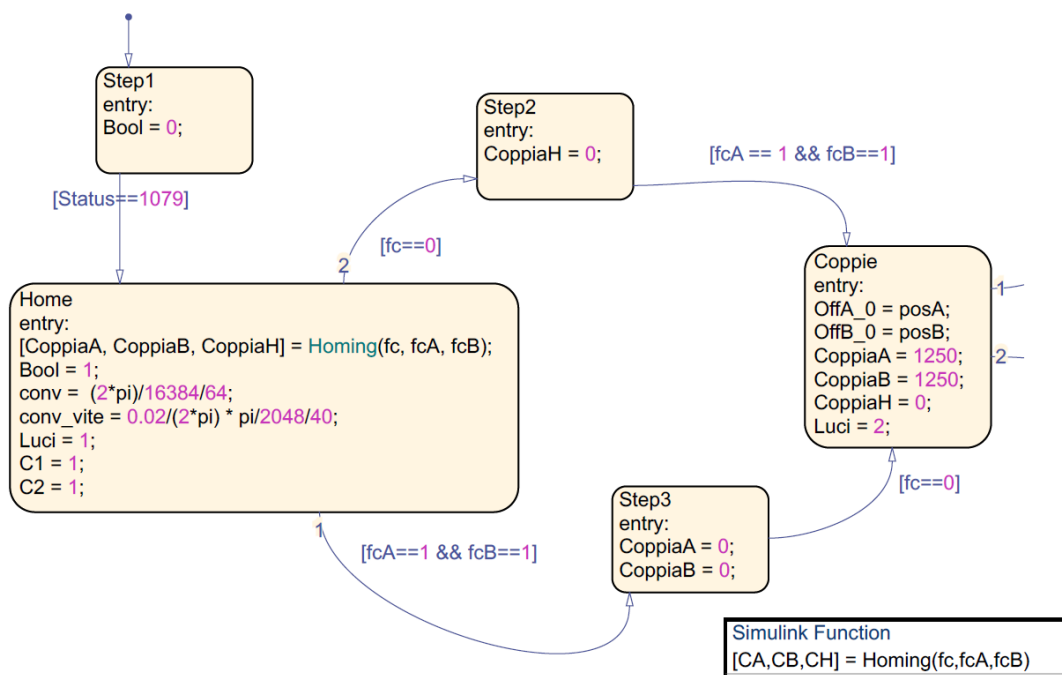 Step1
entry:
Bool = 0;
[Status==1079]
Step2
entry:
CoppiaH = 0;
[fcA == 1 && fcB==1]
[fc==0]
2
Home
entry:
[CoppiaA, CoppiaB, CoppiaH] = Homing(fc, fcA, fcB);
Bool = 1;
conv =  (2*pi)/16384/64;
conv_vite = 0.02/(2*pi) * pi/2048/40;
Luci = 1;
C1 = 1;
C2 = 1;
1
[fcA==1 && fcB==1]
Coppie
entry:
OffA_0 = posA;
OffB_0 = posB;
CoppiaA = 1250;
CoppiaB = 1250;
CoppiaH = 0;
Luci = 2;
1
2
[fc==0]
Step3
entry:
CoppiaA = 0;
CoppiaB = 0;
Simulink Function
[CA,CB,CH] = Homing(fc,fcA,fcB)